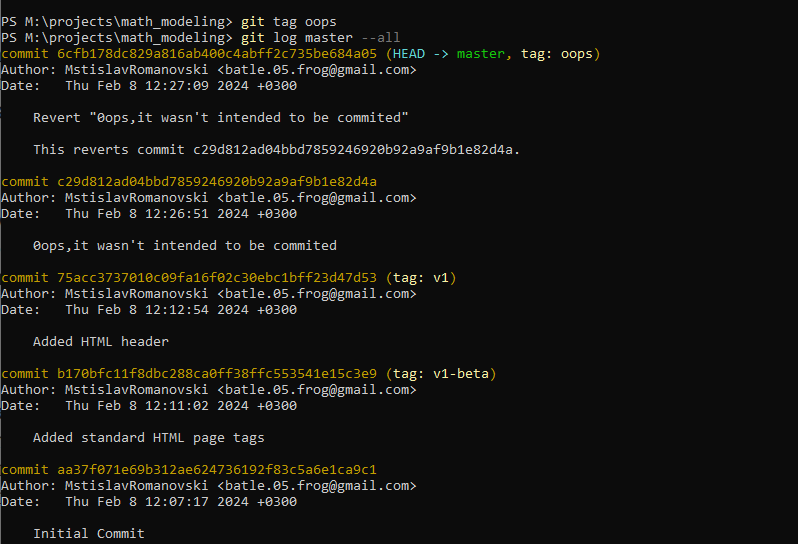 PS M:\projects\math_modeling> git tag oops
PS M:\projects\math_modeling> git log master --all
commit 6cfb178dc829a816ab400c4abff2c735be684a05 (HEAD -> master, tag: oops)
Author: MstislavRomanovski <batle.05.frog@gmail.com>
Date:   Thu Feb 8 12:27:09 2024 +0300
    Revert "0ops,it wasn't intended to be commited"
    This reverts commit c29d812ad04bbd7859246920b92a9af9b1e82d4a.
commit c29d812ad04bbd7859246920b92a9af9b1e82d4a
Author: MstislavRomanovski <batle.05.frog@gmail.com>
Date:   Thu Feb 8 12:26:51 2024 +0300
    0ops,it wasn't intended to be commited
commit 75acc3737010c09fa16f02c30ebc1bff23d47d53 (tag: v1)
Author: MstislavRomanovski <batle.05.frog@gmail.com>
Date:   Thu Feb 8 12:12:54 2024 +0300
    Added HTML header
commit b170bfc11f8dbc288ca0ff38ffc553541e15c3e9 (tag: v1-beta)
Author: MstislavRomanovski <batle.05.frog@gmail.com>
Date:   Thu Feb 8 12:11:02 2024 +0300
    Added standard HTML page tags
commit aa37f071e69b312ae624736192f83c5a6e1ca9c1
Author: MstislavRomanovski <batle.05.frog@gmail.com>
Date:   Thu Feb 8 12:07:17 2024 +0300
    Initial Commit